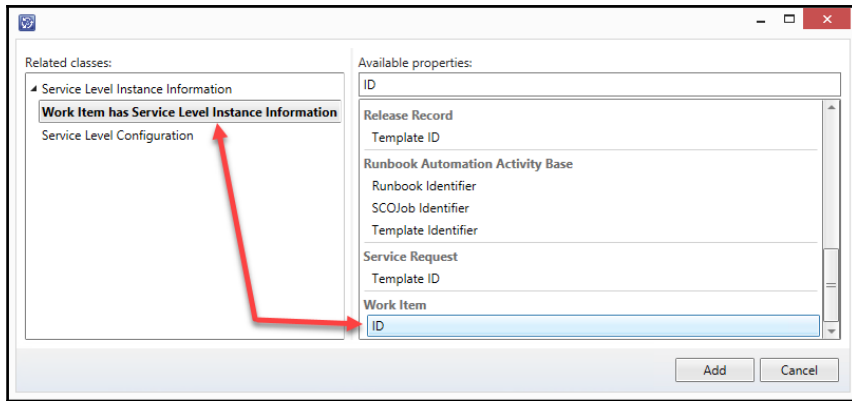 Related classes:
Service Level Instance Information
Work Item has Service Level Instance Information
Service Level Configuration
Available properties:
ID
Release Record
Template ID
Runbook Automation Activity Base
Runbook Identifier
SCOJob Identifier
Template Identifier
Service Request
Template ID
Work Item
ID
Add Cancel